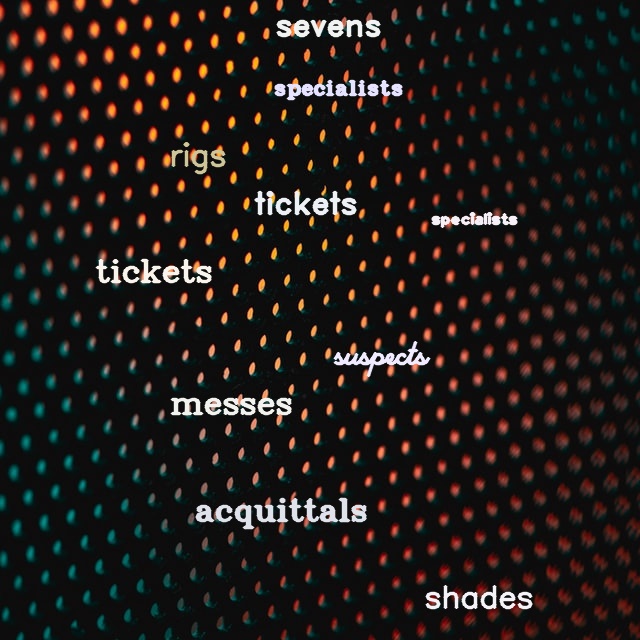 sevens
specialists
rigs
tickets
specialists
tickets
suspects
messes
acquittals
shades